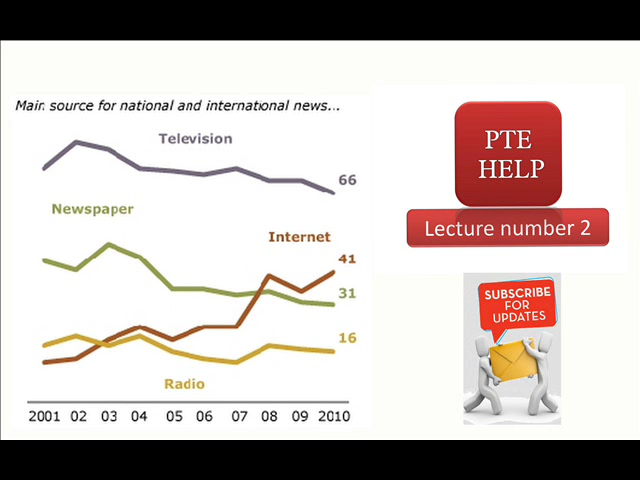 Main source for national and international news...
Television
66
Newspaper
Internet
41
31
16
Radio
2001 02 03 04 05 06 07 08 09 2010
PTE
HELP
Lecture number 2
SUBSCRIBE
FOR
UPDATES